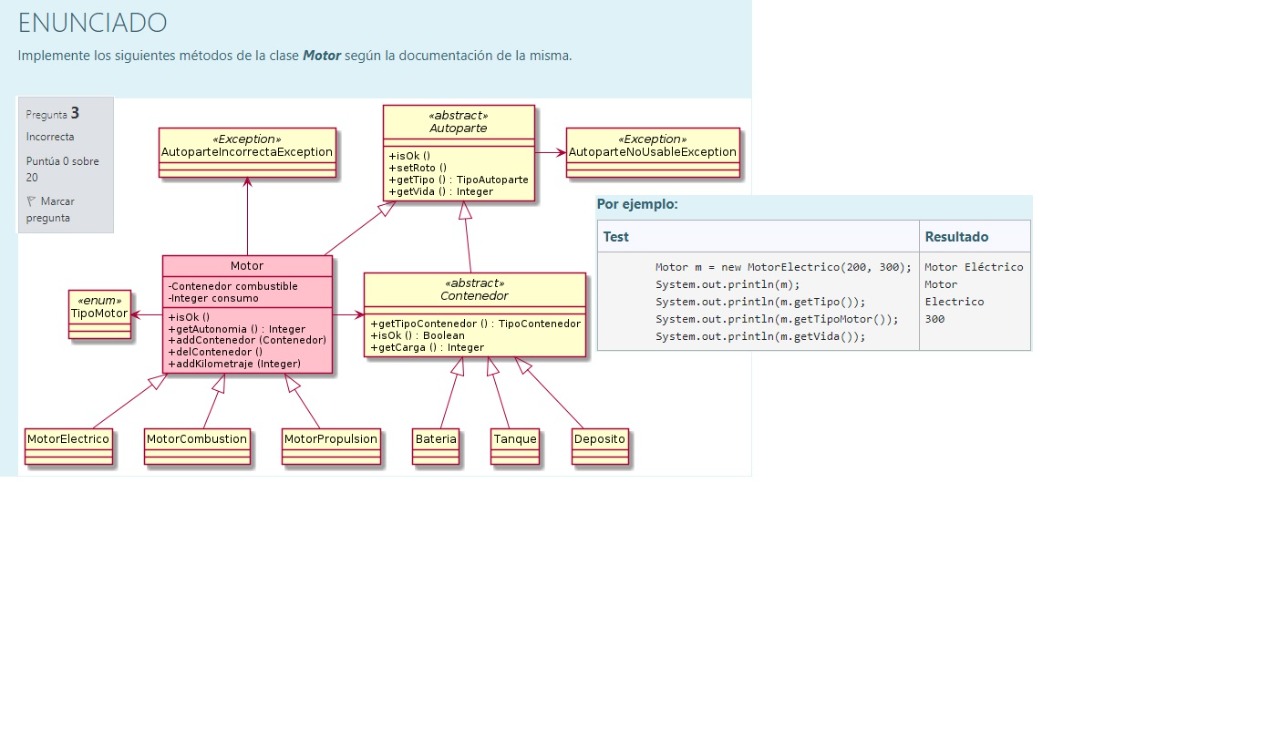 ENUNCIADO
Implemente los siguientes métodos de la clase Motor según la documentación de la misma.
Pregunta 3
Incorrecta
Puntúa 0 sobre
20
Marcar
pregunta
«Exception»
AutoparteIncorrectaException
«abstract»
Autoparte
+isOk ()
+setRoto ()
+getTipo () : TipoAutoparte
+getVida () : Integer
«Exception»
AutoparteNoUsableException
«enum»
TipoMotor
Motor
-Contenedor combustible
-Integer consumo
+isOk ()
+getAutonomia () : Integer
+addContenedor (Contenedor)
+delContenedor ()
+addKilometraje (Integer)
«abstract»
Contenedor
+getTipoContenedor () : TipoContenedor
+isOk () : Boolean
+getCarga () : Integer
MotorElectrico
MotorCombustion
MotorPropulsion
Bateria
Tanque
Deposito
Por ejemplo:
Test
Resultado
Motor m = new MotorElectrico(200, 300);
System.out.println(m);
System.out.println(m.getTipo());
System.out.println(m.getTipoMotor());
System.out.println(m.getVida());
Motor Eléctrico
Motor
Electrico
300